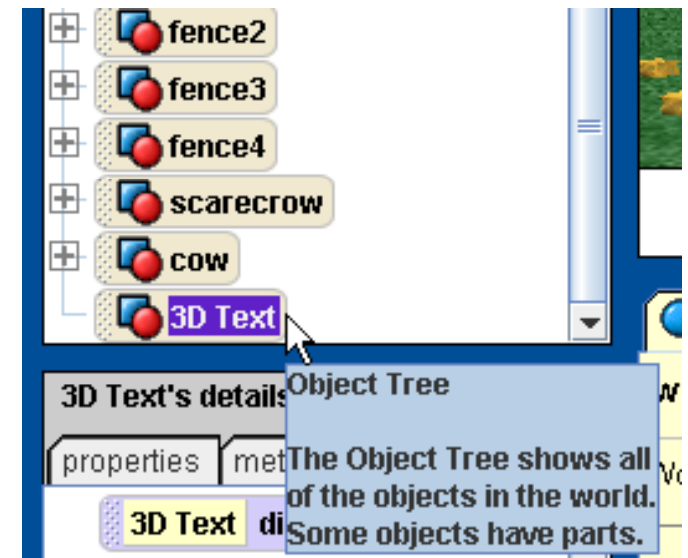 fence2
fence3
fence4
scarecrow
cow
3D Text
3D Text's details
Object Tree
The Object Tree shows all
of the objects in the world.
Some objects have parts.
properties
3D Text